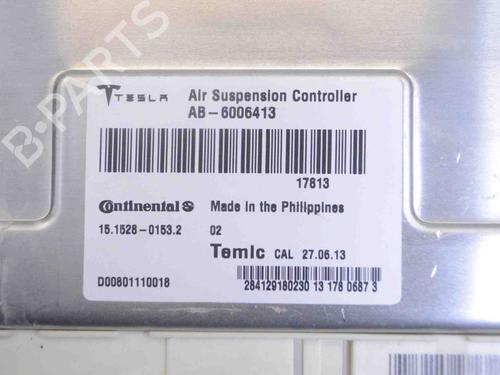 B-PARTS
TESLA Air Suspension Controller
AB-6006413
17813
Continental Made in the Philippines
15.1528-0153.2 02
Temic CAL 27.06.13
D00801110018 284129180230 13 178 0687 3